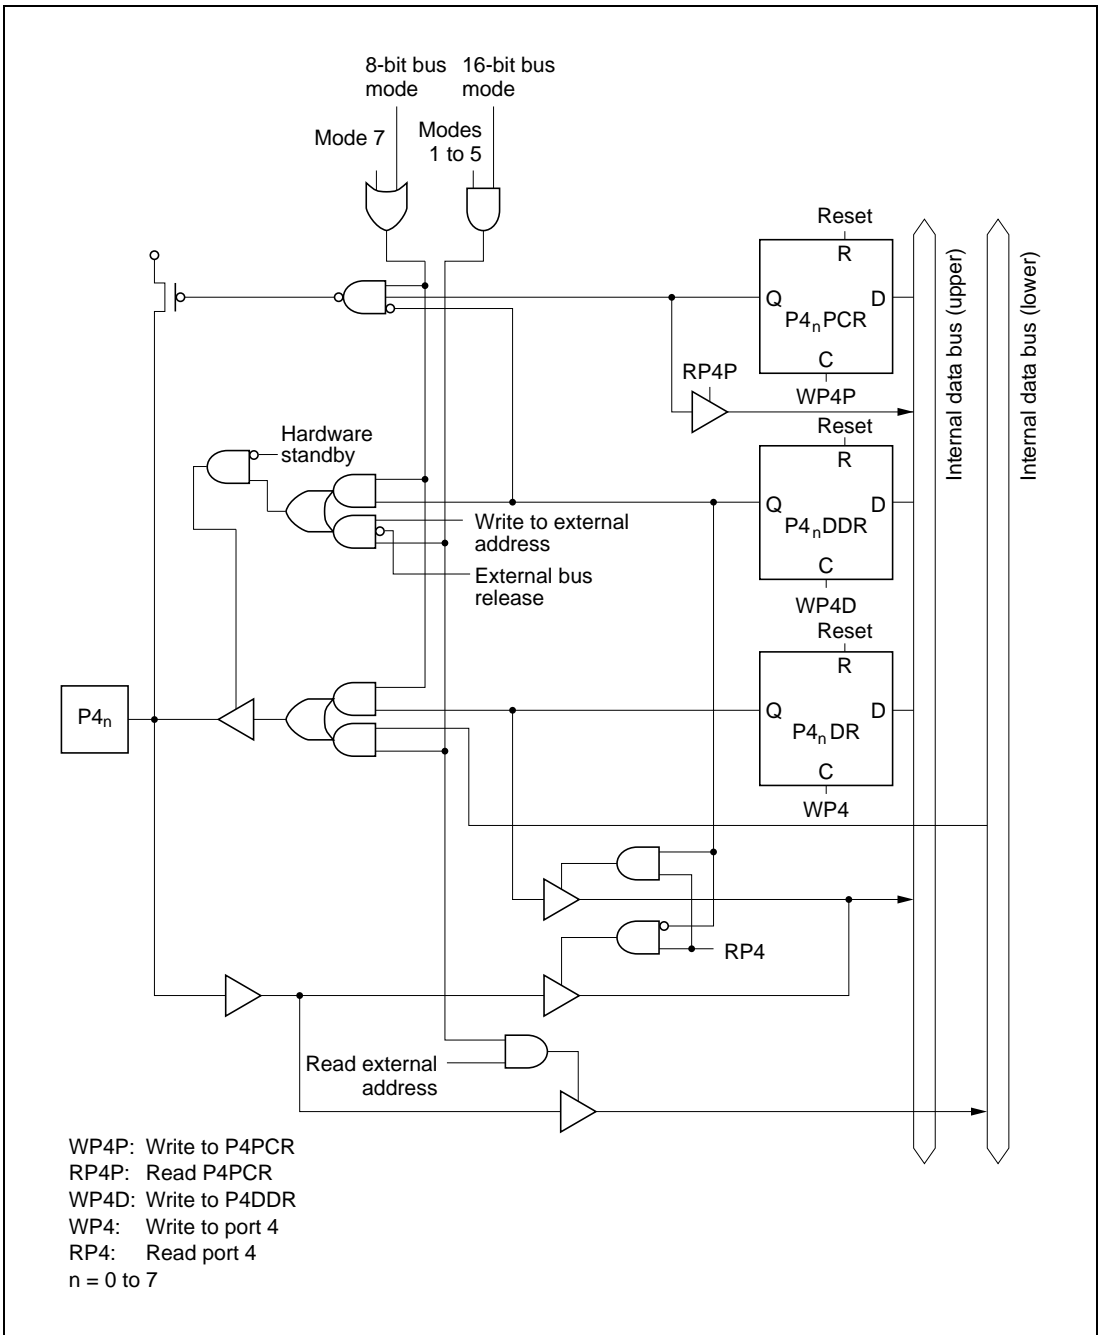 8-bit bus
mode
16-bit bus
mode
Mode 7
Modes
1 to 5
Reset
R
Q
D
P4nPCR
C
WP4P
RP4P
Internal data bus (upper)
Internal data bus (lower)
Hardware
standby
Reset
R
Q
D
P4nDDR
C
WP4D
Write to external
address
External bus
release
Reset
R
Q
D
P4nDR
C
WP4
P4n
RP4
Read external
address
WP4P: Write to P4PCR
RP4P: Read P4PCR
WP4D: Write to P4DDR
WP4: Write to port 4
RP4: Read port 4
n = 0 to 7